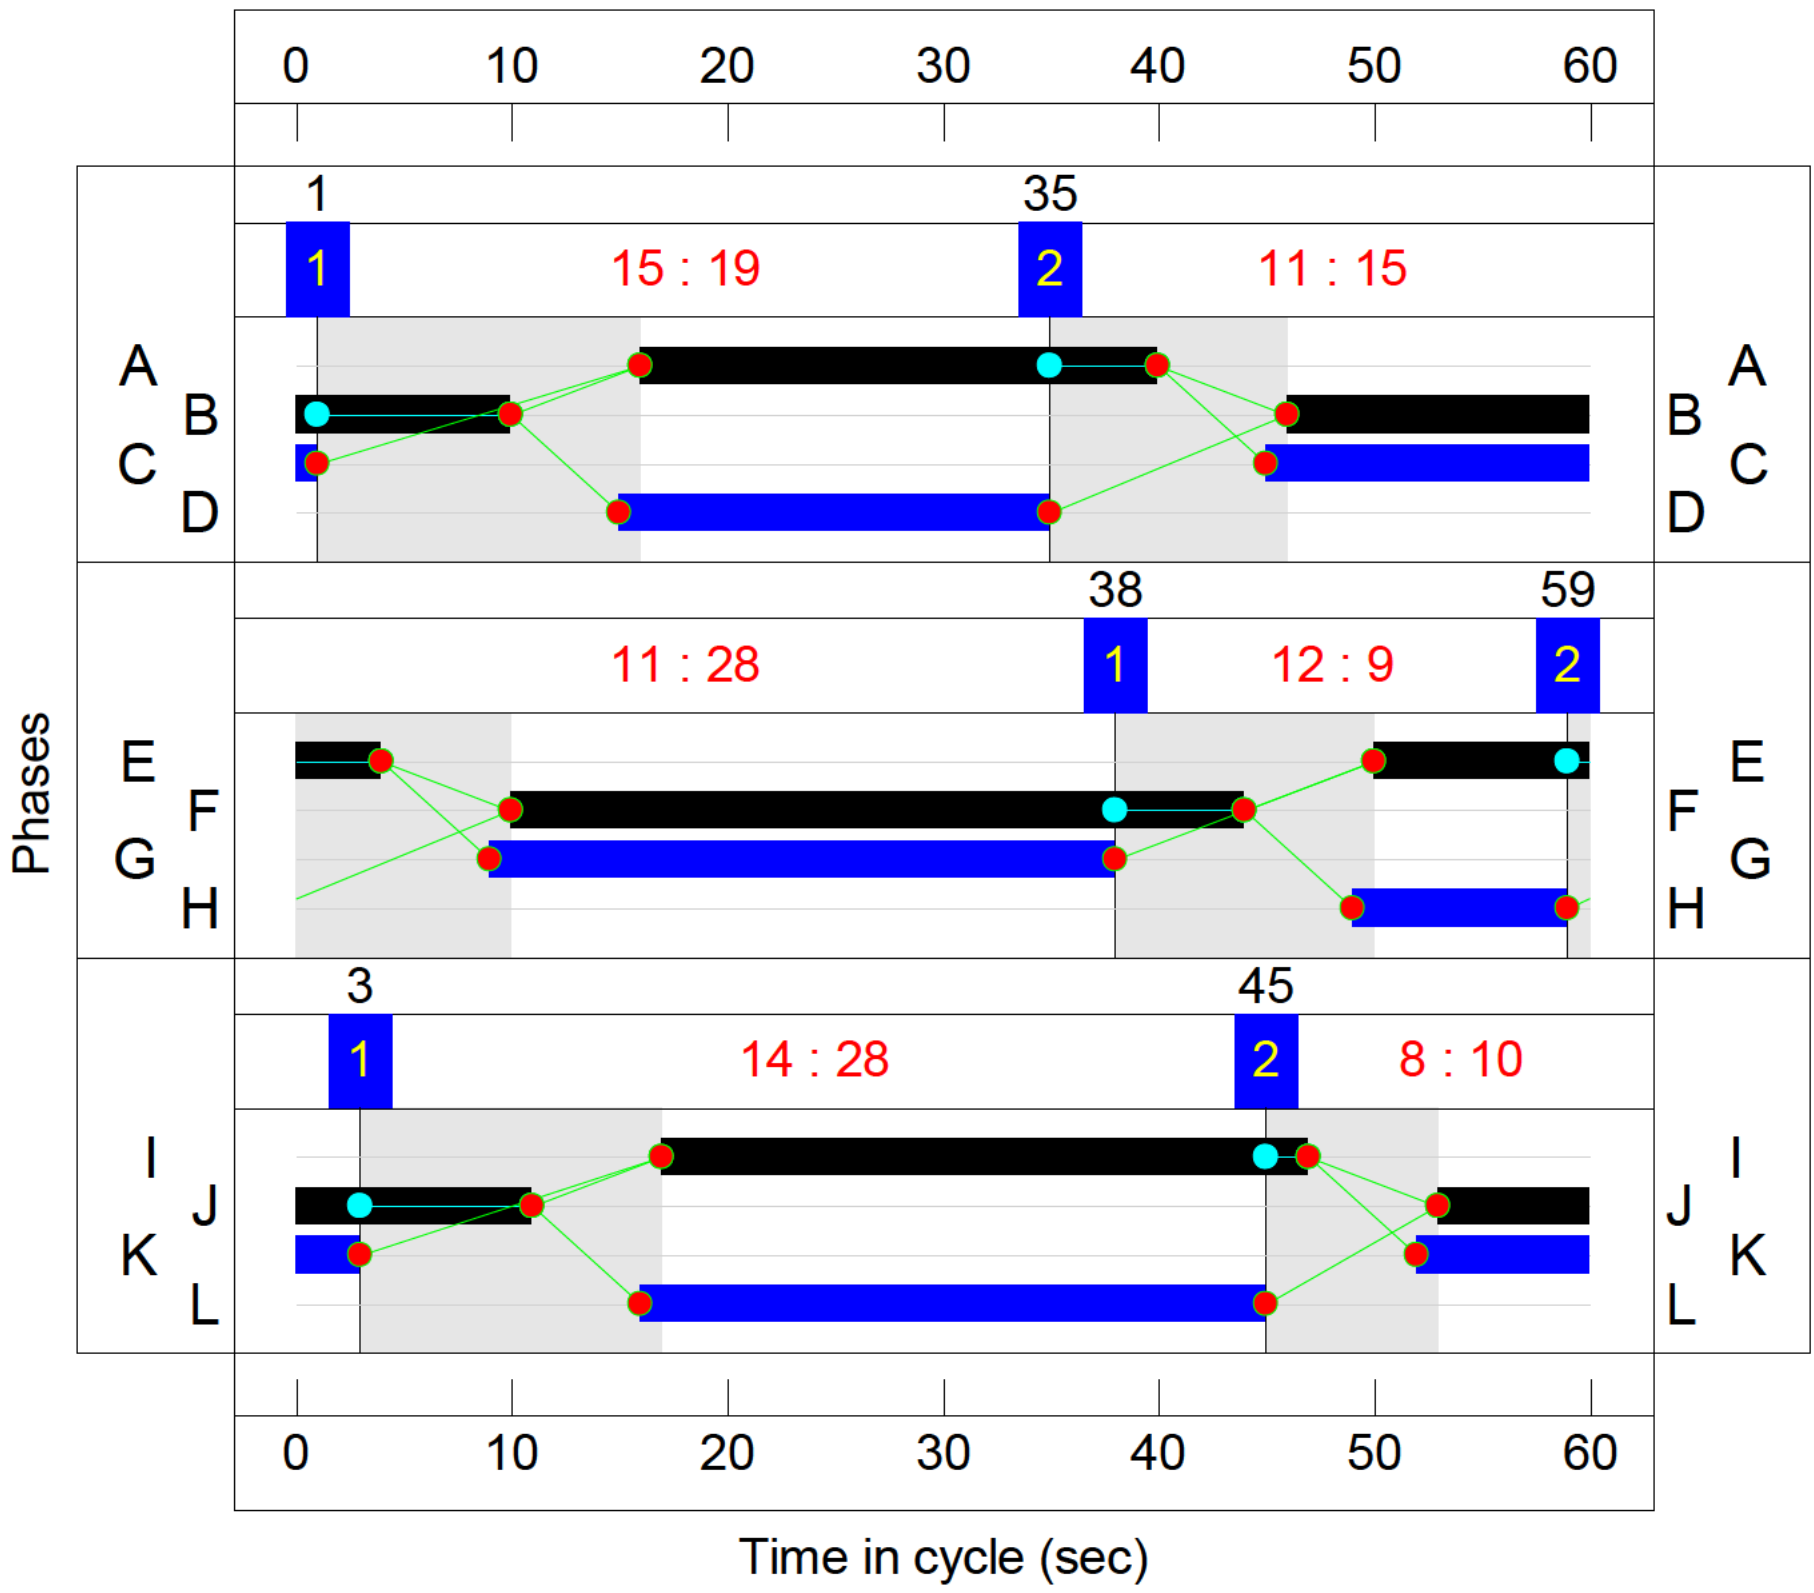 0 10 20 30 40 50 60
1 35
1 15 : 19 2 11 : 15
A A
B B
C C
D D
38 59
11 : 28 1 12 : 9 2
Phases
E E
F F
G G
H H
3 45
1 14 : 28 2 8 : 10
I I
J J
K K
L L
0 10 20 30 40 50 60
Time in cycle (sec)